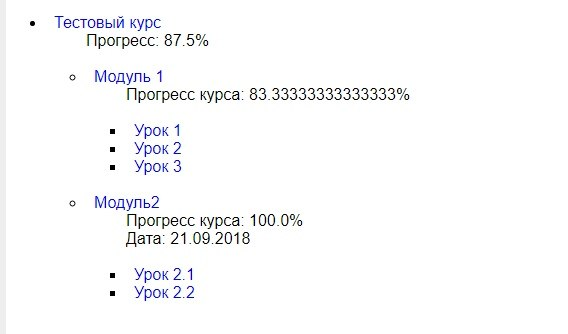 Тестовый курс
Прогресс: 87.5%
Модуль 1
Прогресс курса: 83.33333333333333%
Урок 1
Урок 2
Урок 3
Модуль2
Прогресс курса: 100.0%
Дата: 21.09.2018
Урок 2.1
Урок 2.2